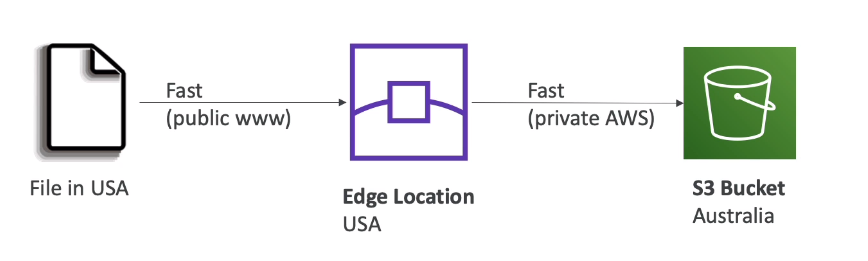 Fast
(public www)
Fast
(private AWS)
File in USA
Edge Location
USA
S3 Bucket
Australia